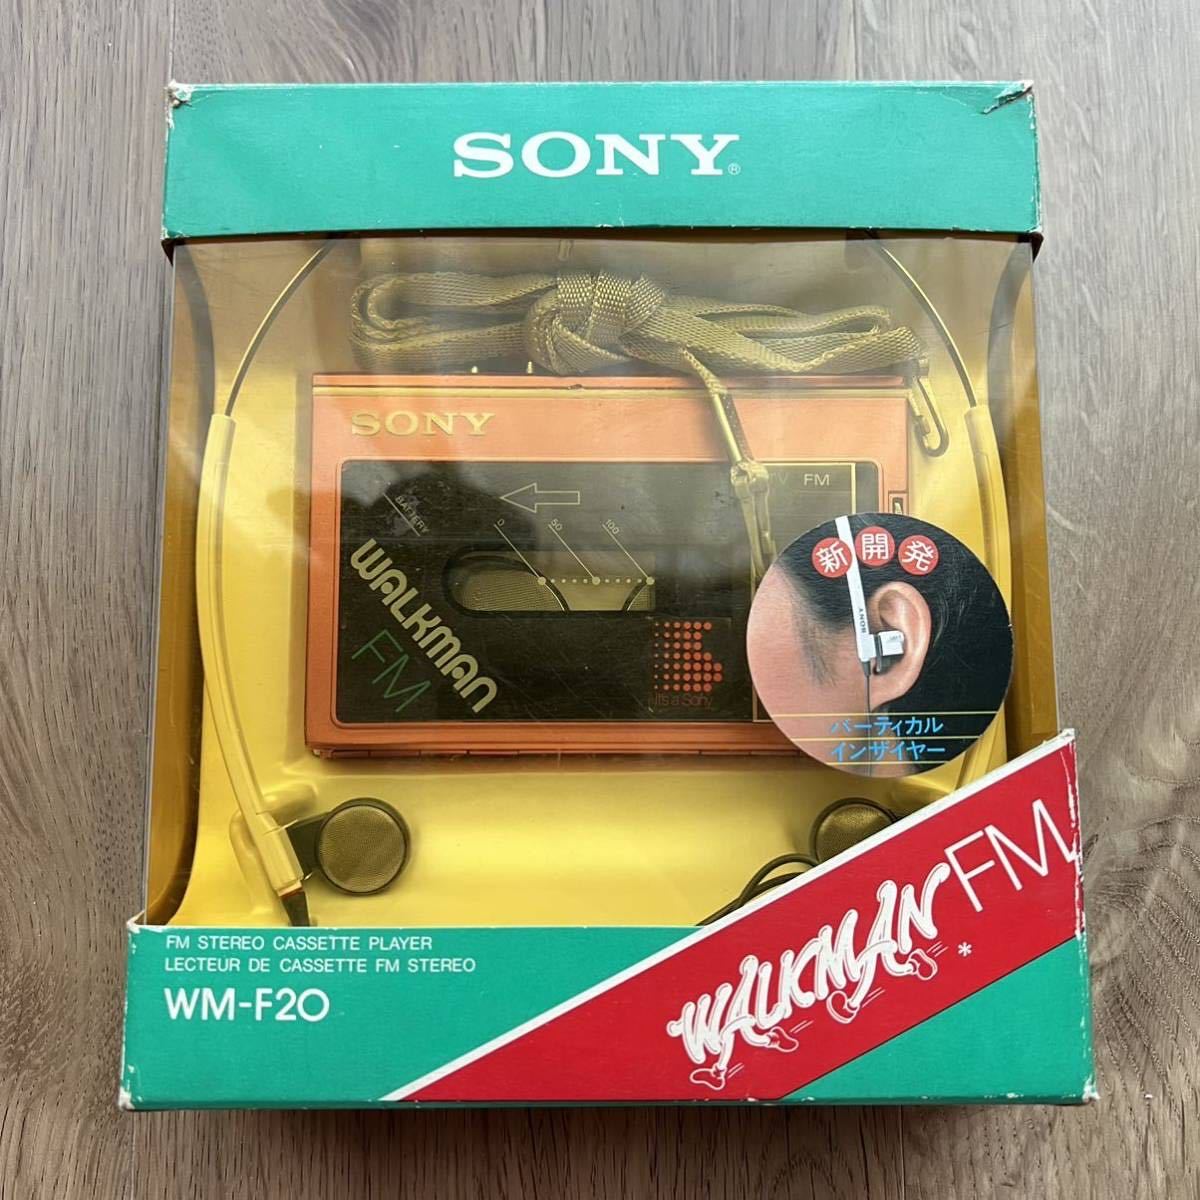 SONY®
SONY
TV FM
BATTERY
0 50 100
WALKMAN
FM
It's a Sony
新開発
SONY
バーティカル
インザイヤー
FM STEREO CASSETTE PLAYER
LECTEUR DE CASSETTE FM STEREO
WM-F20
WALKMAN* FM